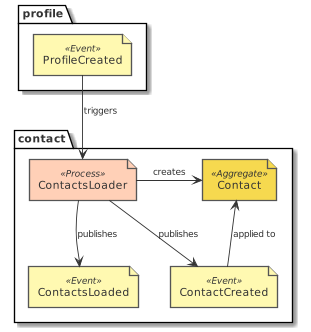 profile
«Event»
ProfileCreated
triggers
contact
«Process»
ContactsLoader
creates
«Aggregate»
Contact
publishes
publishes
applied to
«Event»
ContactsLoaded
«Event»
ContactCreated